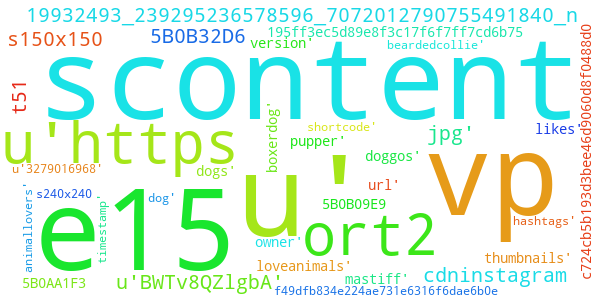 19932493_239295236578596_7072012790755491840_n
s150x150
5B0B32D6
version'
195ff3ec5d89e8f3c17f6f7ff7cd6b75
beardedcollie'
scontent
t51
c724cb5b193d3bee46d9060d8f0488d0
u'https
boxerdog'
shortcode'
pupper'
jpg'
likes'
doggos'
u'3279016968'
dogs'
u'
vp
url'
animallovers'
s240x240
e15
dog'
5B0B09E9
timestamp'
ort2
hashtags'
owner'
loveanimals'
thumbnails'
5B0AA1F3
u'BWTv8QZlgbA'
mastiff'
cdninstagram
f49dfb834e224ae731e6316f6dae6b0e